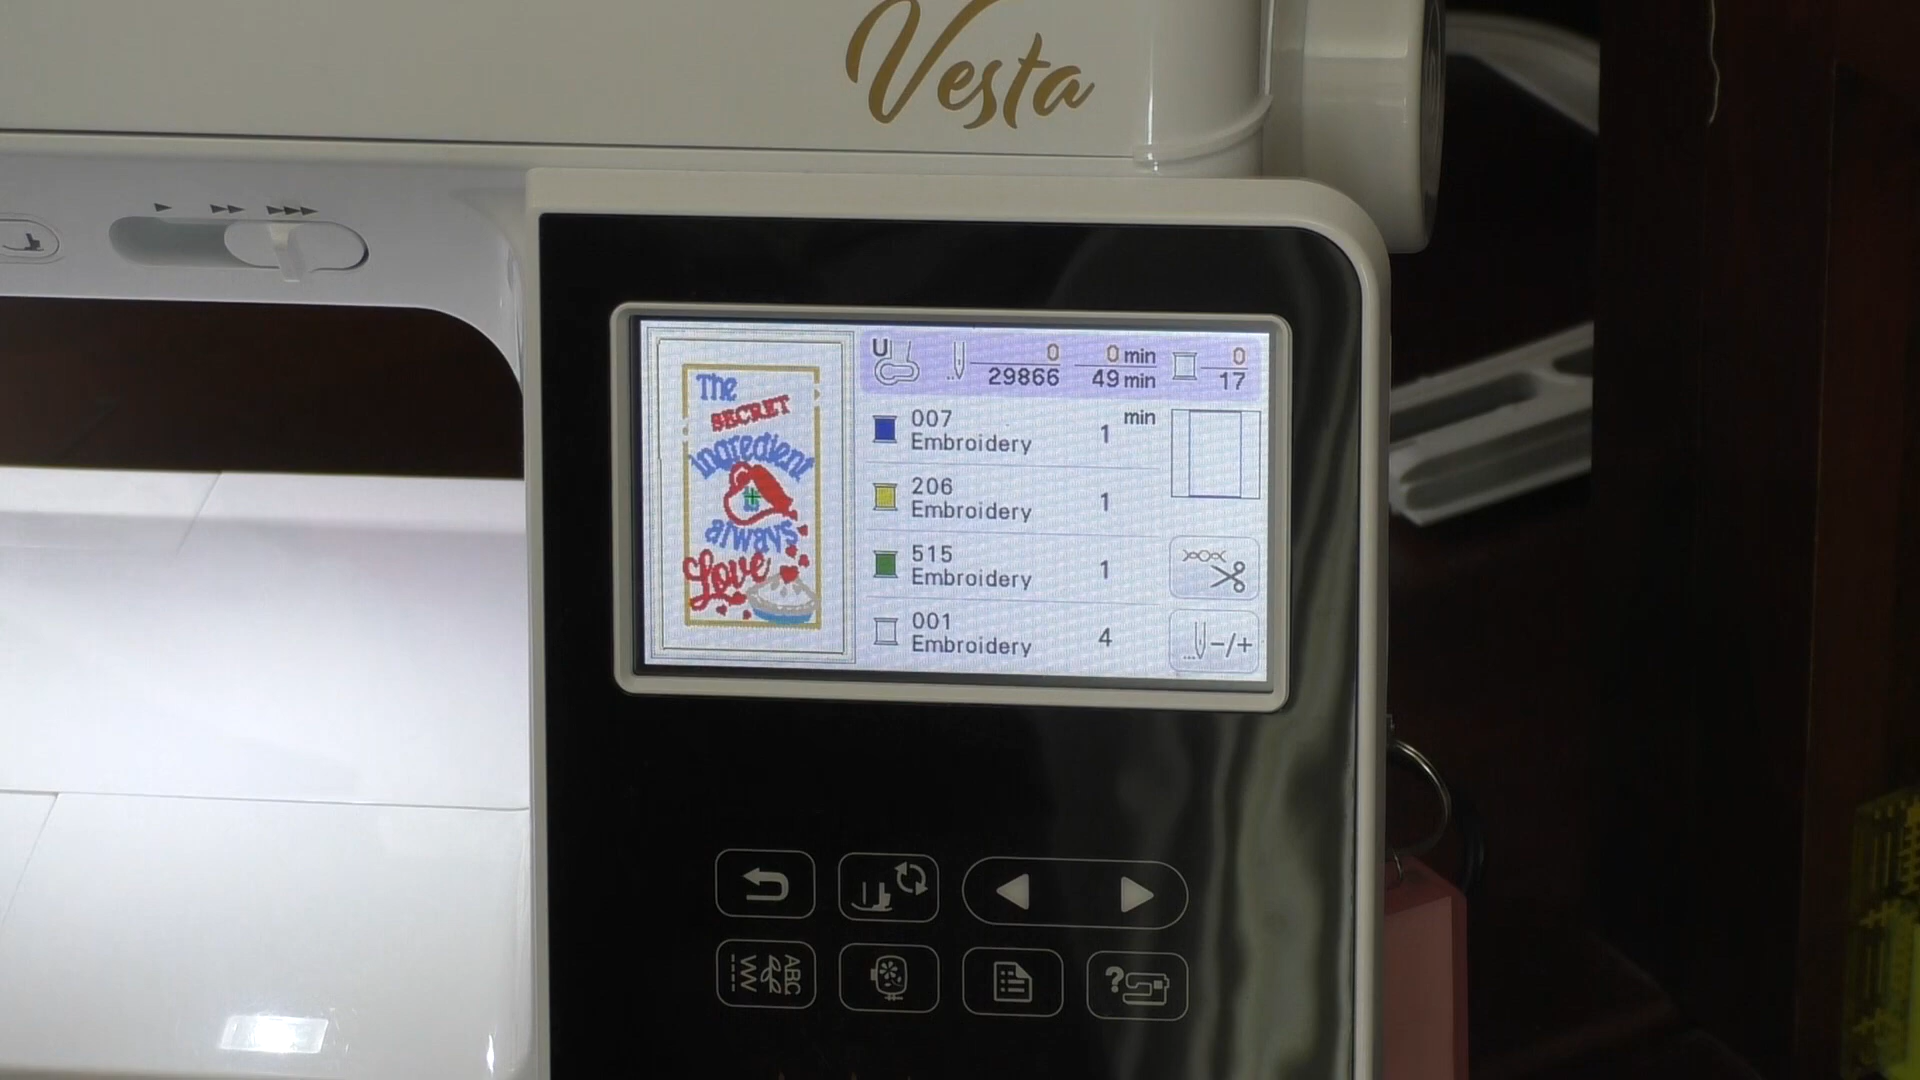 Vesta
U 0 0 min 0
29866 49 min 17
min
007
Embroidery 1
206
Embroidery 1
515
Embroidery 1
001
Embroidery 4
-/+
The
SECRET
ingredient
is
always
Love
ABC
?